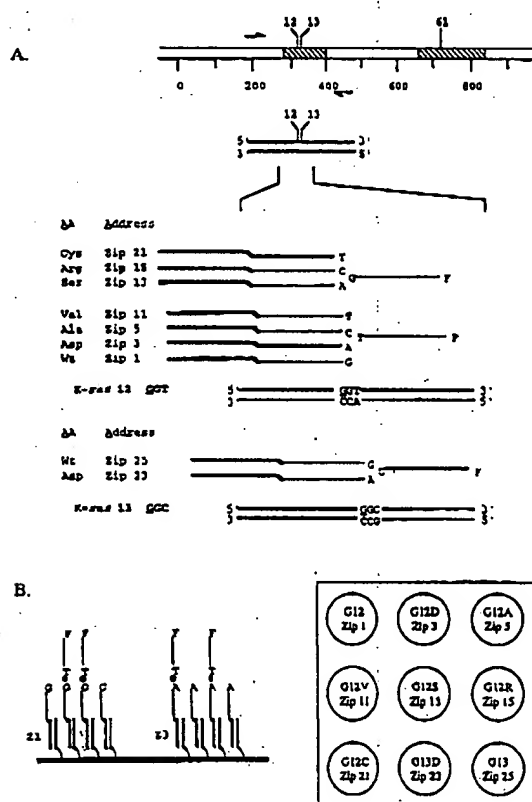 A.
12 13
61
0 200 400 600 800
12 13
5' 3'
3 5'
AA Address
Cys Zip 21 T
Arg Zip 15 C
Ser Zip 13 A
G F
Val Zip 11 T
Ala Zip 5 C
Asp Zip 3 A
Wt Zip 1 G
T F
K-ras 12 GGT
5 GGT 3'
3 CCA 5'
AA Address
Wt Zip 25 G
Asp Zip 23 A
G F
K-ras 13 GGC
5' GGC 3'
3 CCG 5'
B.
F F F F
G G G G A A A A
Z1 Z3
G12 Zip 1
G12D Zip 3
G12A Zip 5
G12V Zip 11
G12S Zip 13
G12R Zip 15
G12C Zip 21
G13D Zip 23
G13 Zip 25